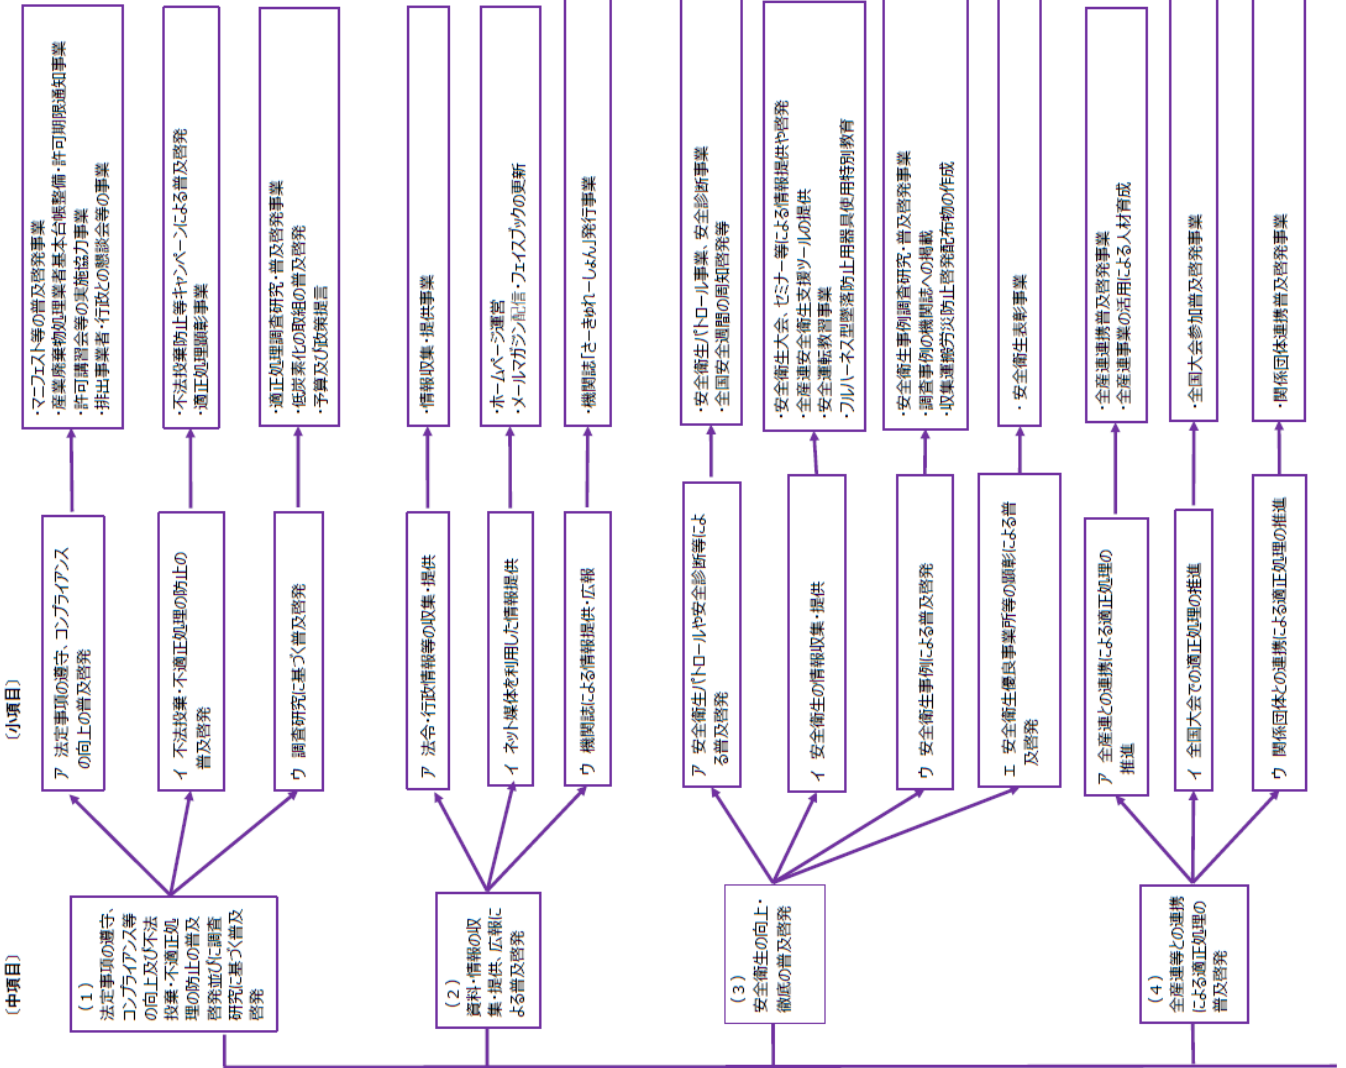 〔中項目〕
〔小項目〕
（１）
法定事項の遵守、
コンプライアンス等
の向上及び不法
投棄・不適正処
理の防止の普及
啓発並びに調査
研究に基づく普及
啓発
ア 法定事項の遵守、コンプライアンス
の向上の普及啓発
・マニフェスト等の普及啓発事業
・産業廃棄物処理業者基本台帳整備・許可期限通知事業
・許可講習会等の実施協力事業
・排出事業者・行政との懇談会等の事業
イ 不法投棄・不適正処理の防止の
普及啓発
・不法投棄防止等キャンペーンによる普及啓発
・適正処理顕彰事業
ウ 調査研究に基づく普及啓発
・適正処理調査研究・普及啓発事業
・低炭素化の取組の普及啓発
・予算及び政策提言
（２）
資料・情報の収
集・提供、広報に
よる普及啓発
ア 法令・行政情報等の収集・提供
・情報収集・提供事業
イ ネット媒体を利用した情報提供
・ホームページ運営
・メールマガジン配信・フェイスブックの更新
ウ 機関誌による情報提供・広報
・機関誌「さーきゅれーしょん」発行事業
（３）
安全衛生の向上・
徹底の普及啓発
ア 安全衛生パトロールや安全診断等によ
る普及啓発
・安全衛生パトロール事業、安全診断事業
・全国安全週間の周知啓発等
イ 安全衛生の情報収集・提供
・安全衛生大会、セミナー等による情報提供や啓発
・全産連安全衛生支援ツールの提供
・安全運転教習事業
・フルハーネス型墜落防止用器具使用特別教育
ウ 安全衛生事例による普及啓発
・安全衛生事例調査研究・普及啓発事業
・調査事例の機関誌への掲載
・収集運搬労災防止啓発配布物の作成
エ 安全衛生優良事業所等の顕彰による普
及啓発
・ 安全衛生表彰事業
（４）
全産連等との連携
による適正処理の
普及啓発
ア 全産連との連携による適正処理の
推進
・全産連連携普及啓発事業
・全産連事業の活用による人材育成
イ 全国大会での適正処理の推進
・全国大会参加普及啓発事業
ウ 関係団体との連携による適正処理の推進
・関係団体連携普及啓発事業